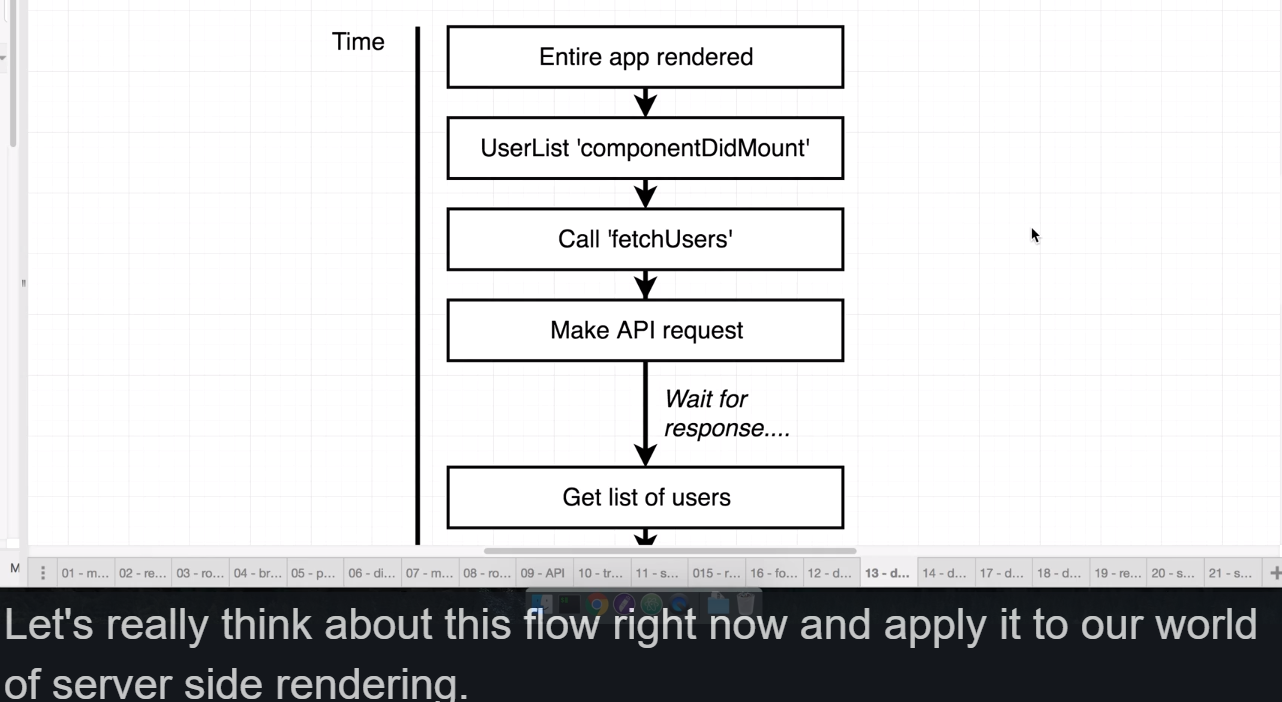 Time
Entire app rendered
UserList 'componentDidMount'
Call 'fetchUsers'
Make API request
Wait for
response....
Get list of users
M
01 - m... 02 - re... 03 - ro... 04 - br... 05 - p... 06 - di... 07 - m... 08 - ro... 09 - API 10 - tr... 11 - s... 015 - r... 16 - fo... 12 - d... 13 - d... 14 - d... 17 - d... 18 - d... 19 - re... 20 - s... 21 - s...
Let's really think about this flow right now and apply it to our world
of server side rendering.